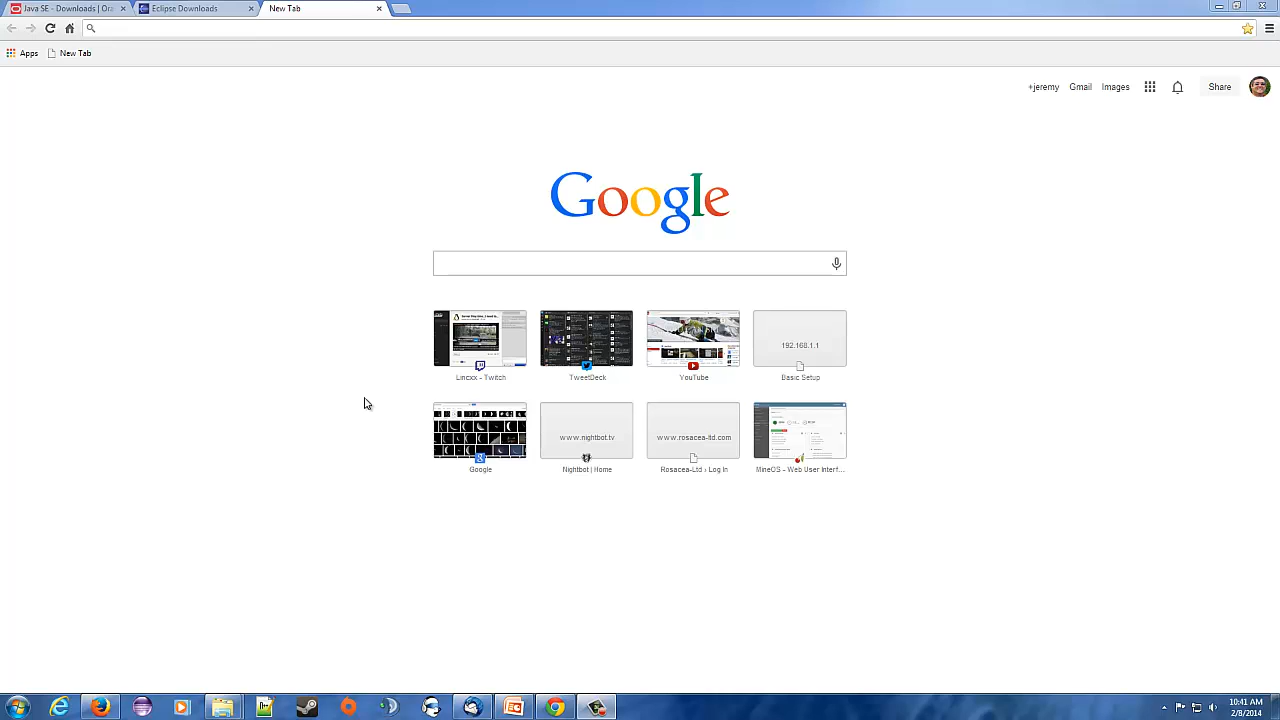 Java SE - Downloads | Ora
Eclipse Downloads
New Tab
Apps
New Tab
+jeremy
Gmail
Images
Share
Google
192.168.1.1
Lincxx - Twitch
TweetDeck
YouTube
Basic Setup
www.nightbot.tv
www.rosacea-ltd.com
Google
Nightbot | Home
Rosacea-Ltd › Log In
MineOS - Web User Interf...
10:41 AM
2/8/2014